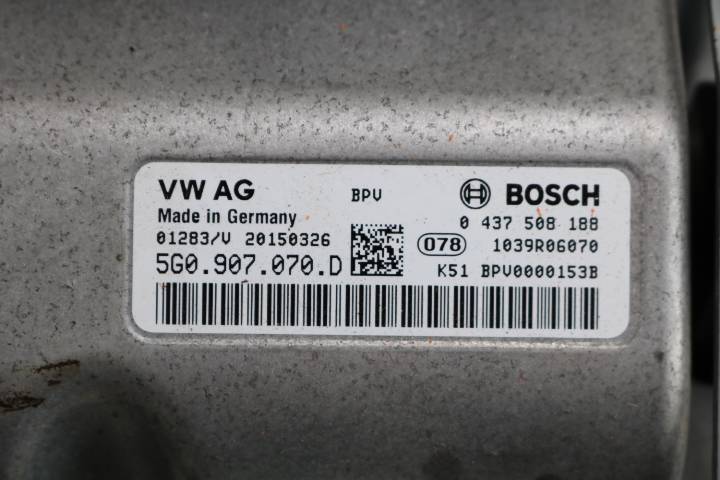 VW AG BPV BOSCH
Made in Germany 0 437 508 188
01283/V 20150326 078 1039R06070
5G0.907.070.D K51 BPV0000153B